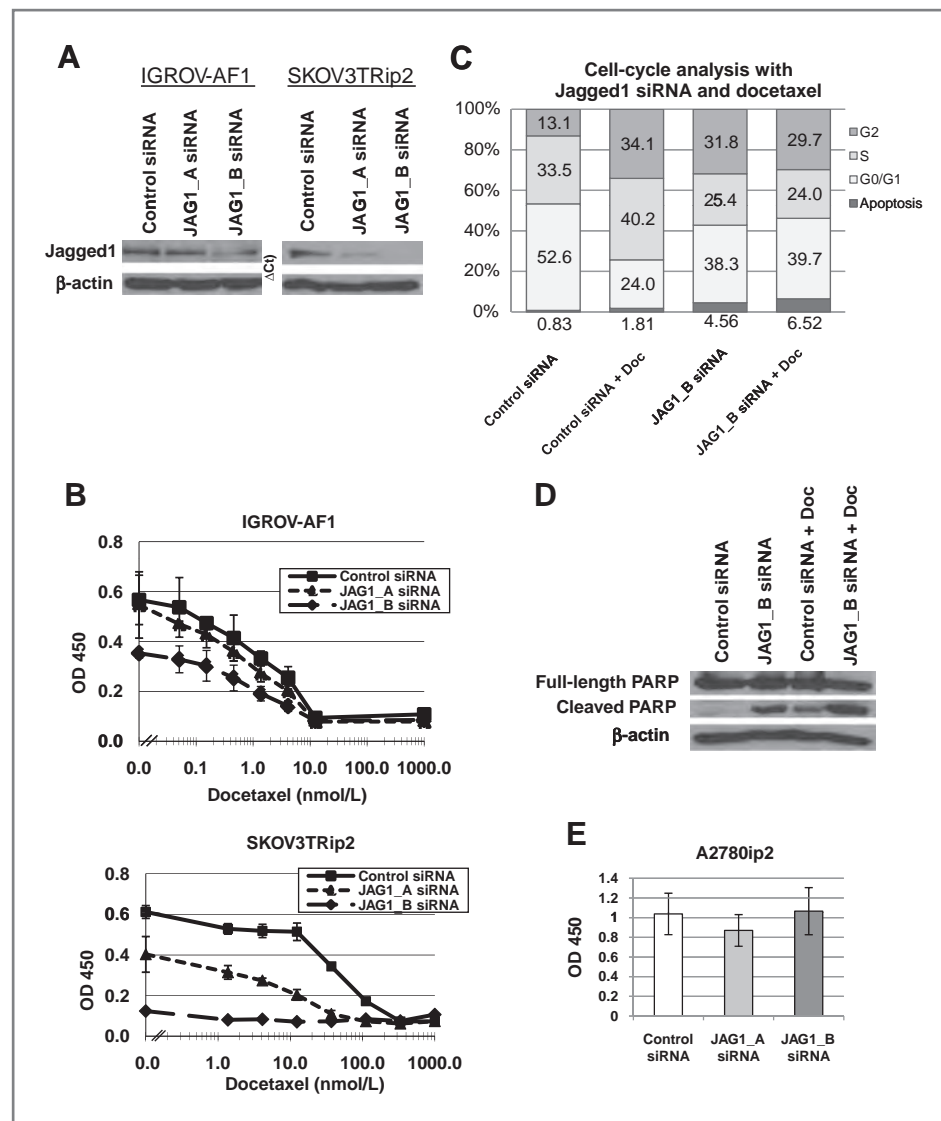 A
IGROV-AF1 SKOV3TRip2
Control siRNA
JAG1_A siRNA
JAG1_B siRNA
Control siRNA
JAG1_A siRNA
JAG1_B siRNA
Jagged1
β-actin
ΔCt)
C
Cell-cycle analysis with
Jagged1 siRNA and docetaxel
100%
80%
60%
40%
20%
0%
13.1
33.5
52.6
0.83
34.1
40.2
24.0
1.81
31.8
25.4
38.3
4.56
29.7
24.0
39.7
6.52
G2
S
G0/G1
Apoptosis
Control siRNA
Control siRNA + Doc
JAG1_B siRNA
JAG1_B siRNA + Doc
B
IGROV-AF1
0.8
0.6
0.4
0.2
0.0
OD 450
Control siRNA
JAG1_A siRNA
JAG1_B siRNA
0.0 0.1 1.0 10.0 100.0 1000.0
Docetaxel (nmol/L)
SKOV3TRip2
0.8
0.6
0.4
0.2
0.0
OD 450
Control siRNA
JAG1_A siRNA
JAG1_B siRNA
0.0 1.0 10.0 100.0 1000.0
Docetaxel (nmol/L)
D
Control siRNA
JAG1_B siRNA
Control siRNA + Doc
JAG1_B siRNA + Doc
Full-length PARP
Cleaved PARP
β-actin
E
A2780ip2
1.4
1.2
1
0.8
0.6
0.4
0.2
0
OD 450
Control
siRNA
JAG1_A
siRNA
JAG1_B
siRNA